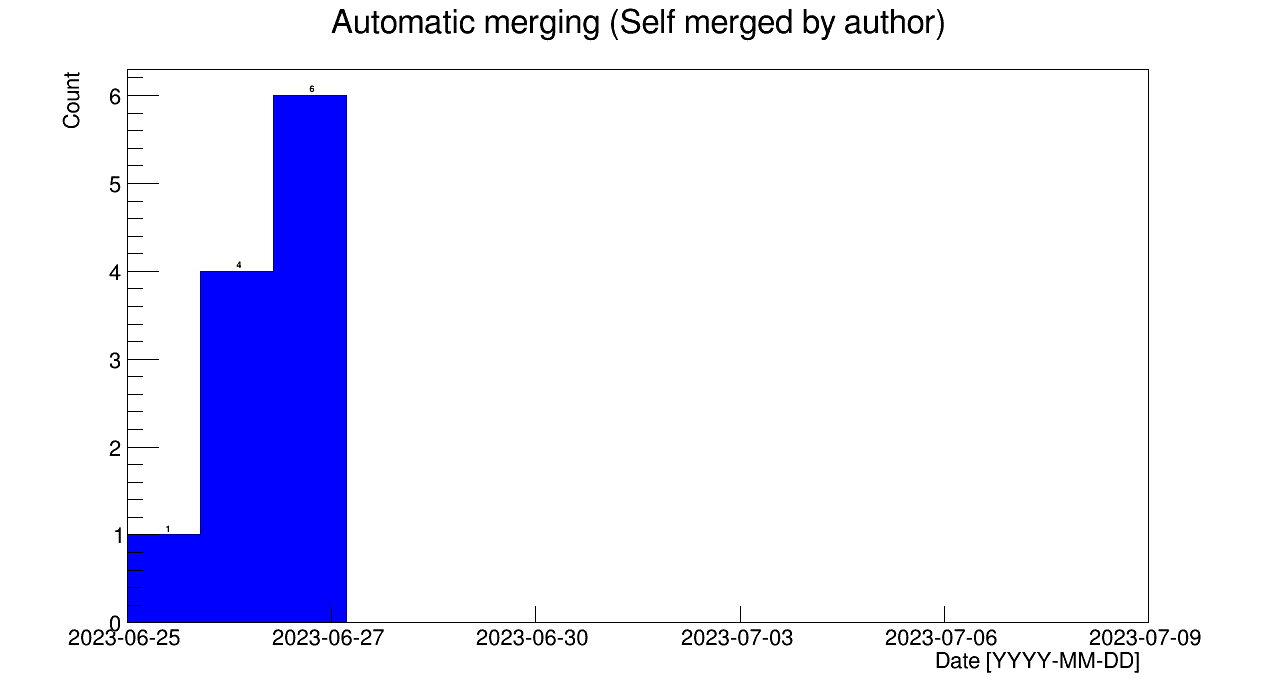 Automatic merging (Self merged by author)
Count
6
5
4
3
2
1
0
6
4
1
2023-06-25 2023-06-27 2023-06-30 2023-07-03 2023-07-06 2023-07-09
Date [YYYY-MM-DD]